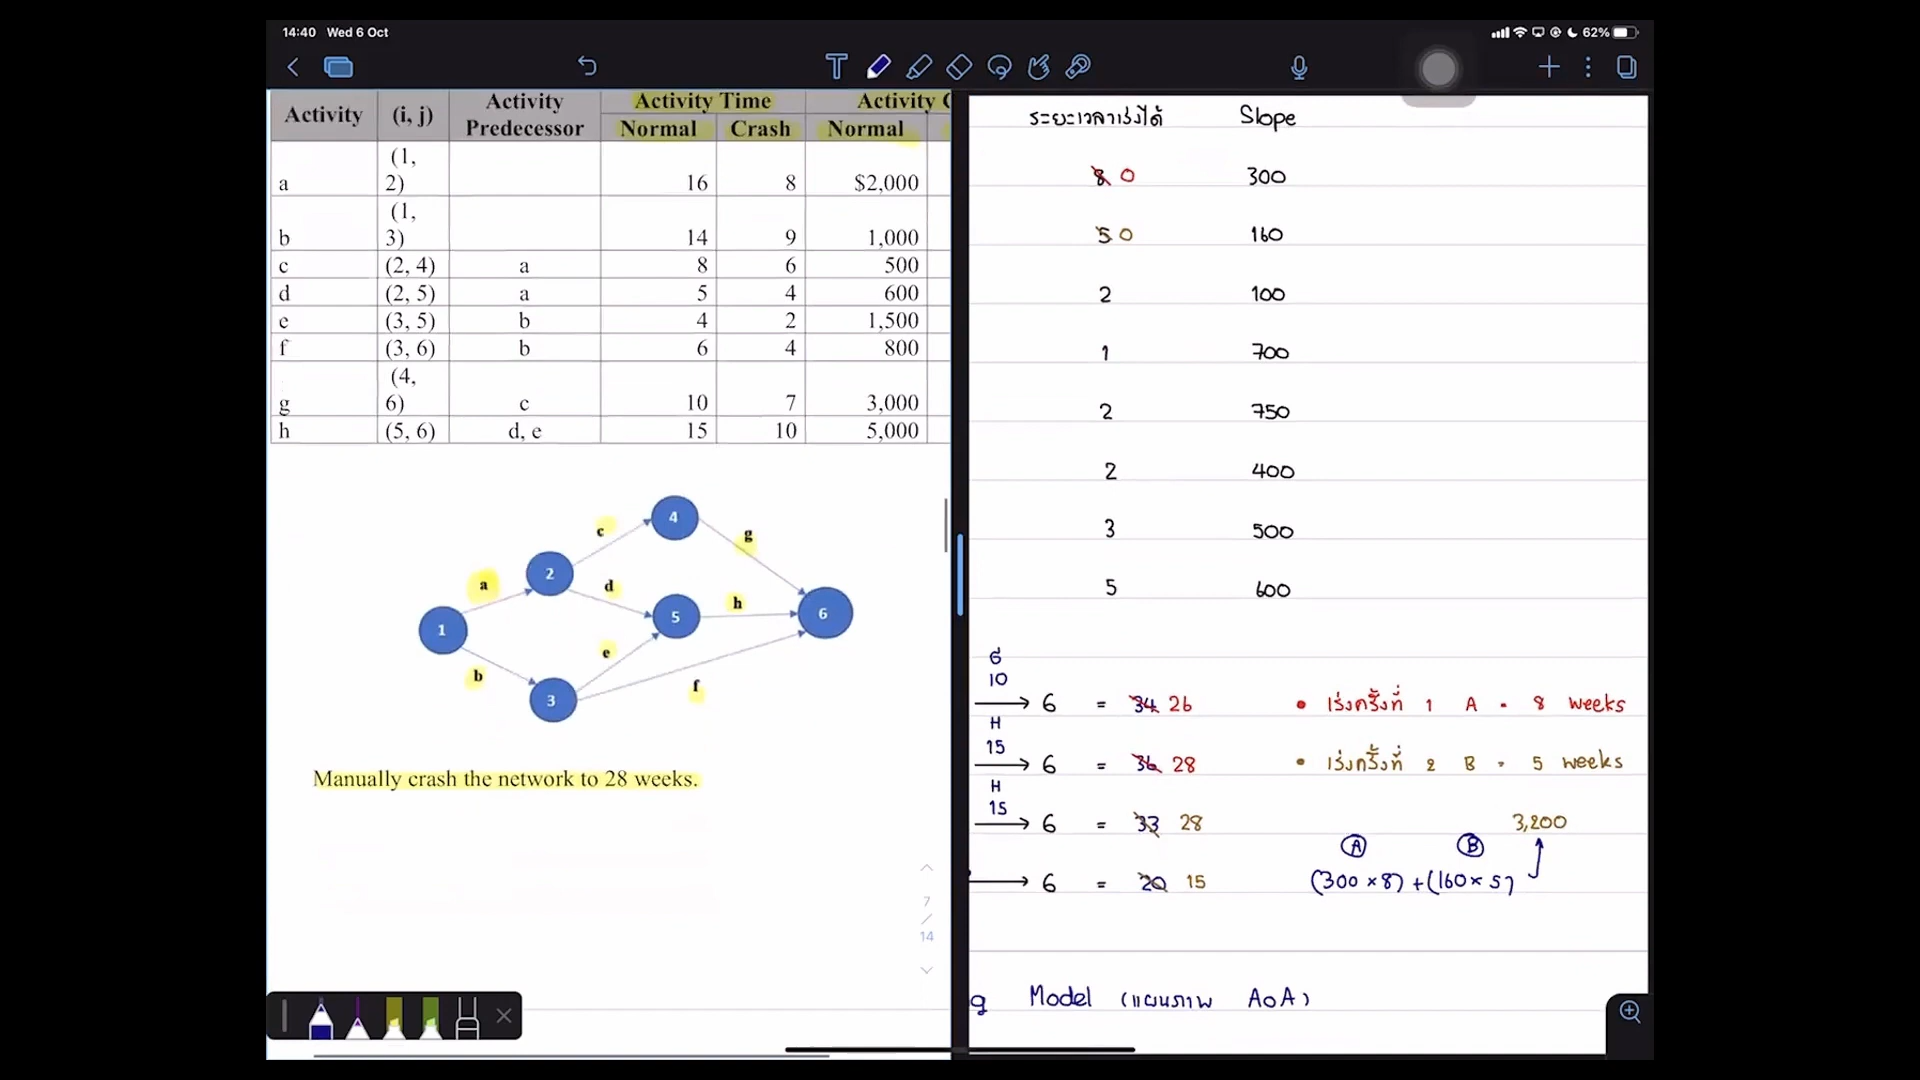 14:40 Wed 6 Oct
62%
Activity (i, j) Activity Predecessor Activity Time Activity C
Normal Crash Normal
a (1, 2) 16 8 $2,000
b (1, 3) 14 9 1,000
c (2, 4) a 8 6 500
d (2, 5) a 5 4 600
e (3, 5) b 4 2 1,500
f (3, 6) b 6 4 800
g (4, 6) c 10 7 3,000
h (5, 6) d, e 15 10 5,000
c 4 g
a 2 d h
1 5 6
b e
3 f
Manually crash the network to 28 weeks.
7
/
14
ระยะเวลาเร่งได้ Slope
8 0 300
5 0 160
2 100
1 700
2 750
2 400
3 500
5 600
G
10
→ 6 = 34 26 • เร่งครั้งที่ 1 A - 8 weeks
H
15
→ 6 = 36 28 • เร่งครั้งที่ 2 B - 5 weeks
H
15
→ 6 = 33 28 3,200
A B
→ 6 = 20 15 (300 × 8) + (160 × 5)
g Model (แผนภาพ AoA)